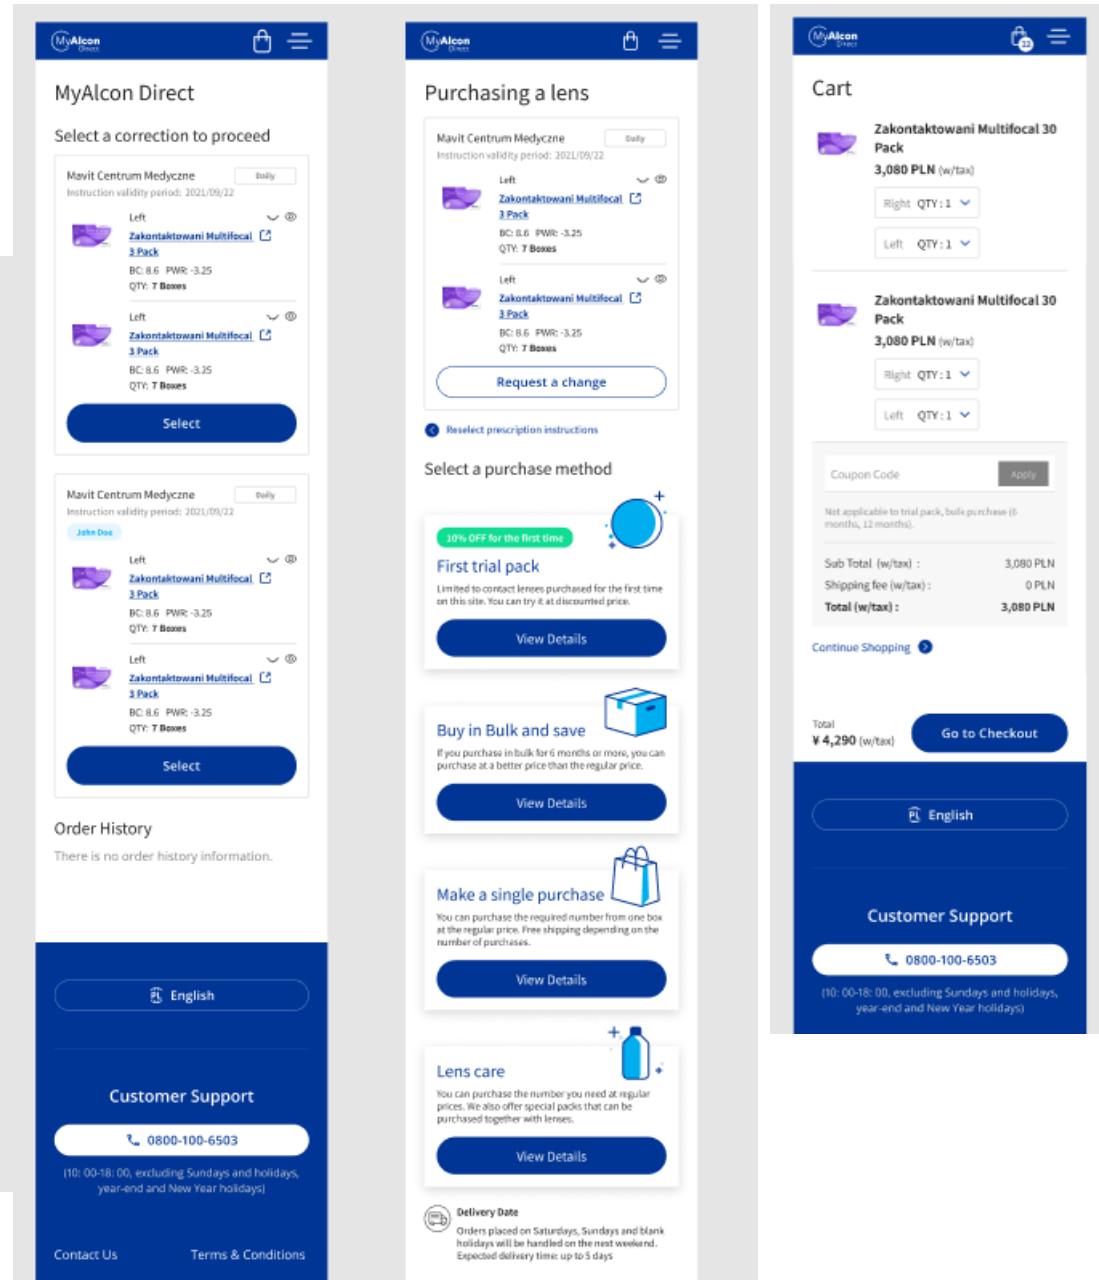 MyAlcon
Direct
MyAlcon Direct
Select a correction to proceed
Mavit Centrum Medyczne
Daily
Instruction validity period: 2021/09/22
Left
Zakontaktowani Multifocal
3 Pack
BC: 8.6 PWR: -3.25
QTY: 7 Boxes
Left
Zakontaktowani Multifocal
3 Pack
BC: 8.6 PWR: -3.25
QTY: 7 Boxes
Select
Mavit Centrum Medyczne
Daily
Instruction validity period: 2021/09/22
John Doe
Left
Zakontaktowani Multifocal
3 Pack
BC: 8.6 PWR: -3.25
QTY: 7 Boxes
Left
Zakontaktowani Multifocal
3 Pack
BC: 8.6 PWR: -3.25
QTY: 7 Boxes
Select
Order History
There is no order history information.
PL English
Customer Support
0800-100-6503
(10: 00-18: 00, excluding Sundays and holidays,
year-end and New Year holidays)
Contact Us
Terms & Conditions
MyAlcon
Direct
Purchasing a lens
Mavit Centrum Medyczne
Daily
Instruction validity period: 2021/09/22
Left
Zakontaktowani Multifocal
3 Pack
BC: 8.6 PWR: -3.25
QTY: 7 Boxes
Left
Zakontaktowani Multifocal
3 Pack
BC: 8.6 PWR: -3.25
QTY: 7 Boxes
Request a change
Reselect prescription instructions
Select a purchase method
10% OFF for the first time
First trial pack
Limited to contact lenses purchased for the first time
on this site. You can try it at discounted price.
View Details
Buy in Bulk and save
If you purchase in bulk for 6 months or more, you can
purchase at a better price than the regular price.
View Details
Make a single purchase
You can purchase the required number from one box
at the regular price. Free shipping depending on the
number of purchases.
View Details
Lens care
You can purchase the number you need at regular
prices. We also offer special packs that can be
purchased together with lenses.
View Details
Delivery Date
Orders placed on Saturdays, Sundays and blank
holidays will be handled on the next weekend.
Expected delivery time: up to 5 days
MyAlcon
Direct
22
Cart
Zakontaktowani Multifocal 30
Pack
3,080 PLN (w/tax)
Right QTY : 1
Left QTY : 1
Zakontaktowani Multifocal 30
Pack
3,080 PLN (w/tax)
Right QTY : 1
Left QTY : 1
Coupon Code
Apply
Not applicable to trial pack, bulk purchase (6
months, 12 months).
Sub Total (w/tax) : 3,080 PLN
Shipping fee (w/tax) : 0 PLN
Total (w/tax) : 3,080 PLN
Continue Shopping
Total
¥ 4,290 (w/tax)
Go to Checkout
PL English
Customer Support
0800-100-6503
(10: 00-18: 00, excluding Sundays and holidays,
year-end and New Year holidays)